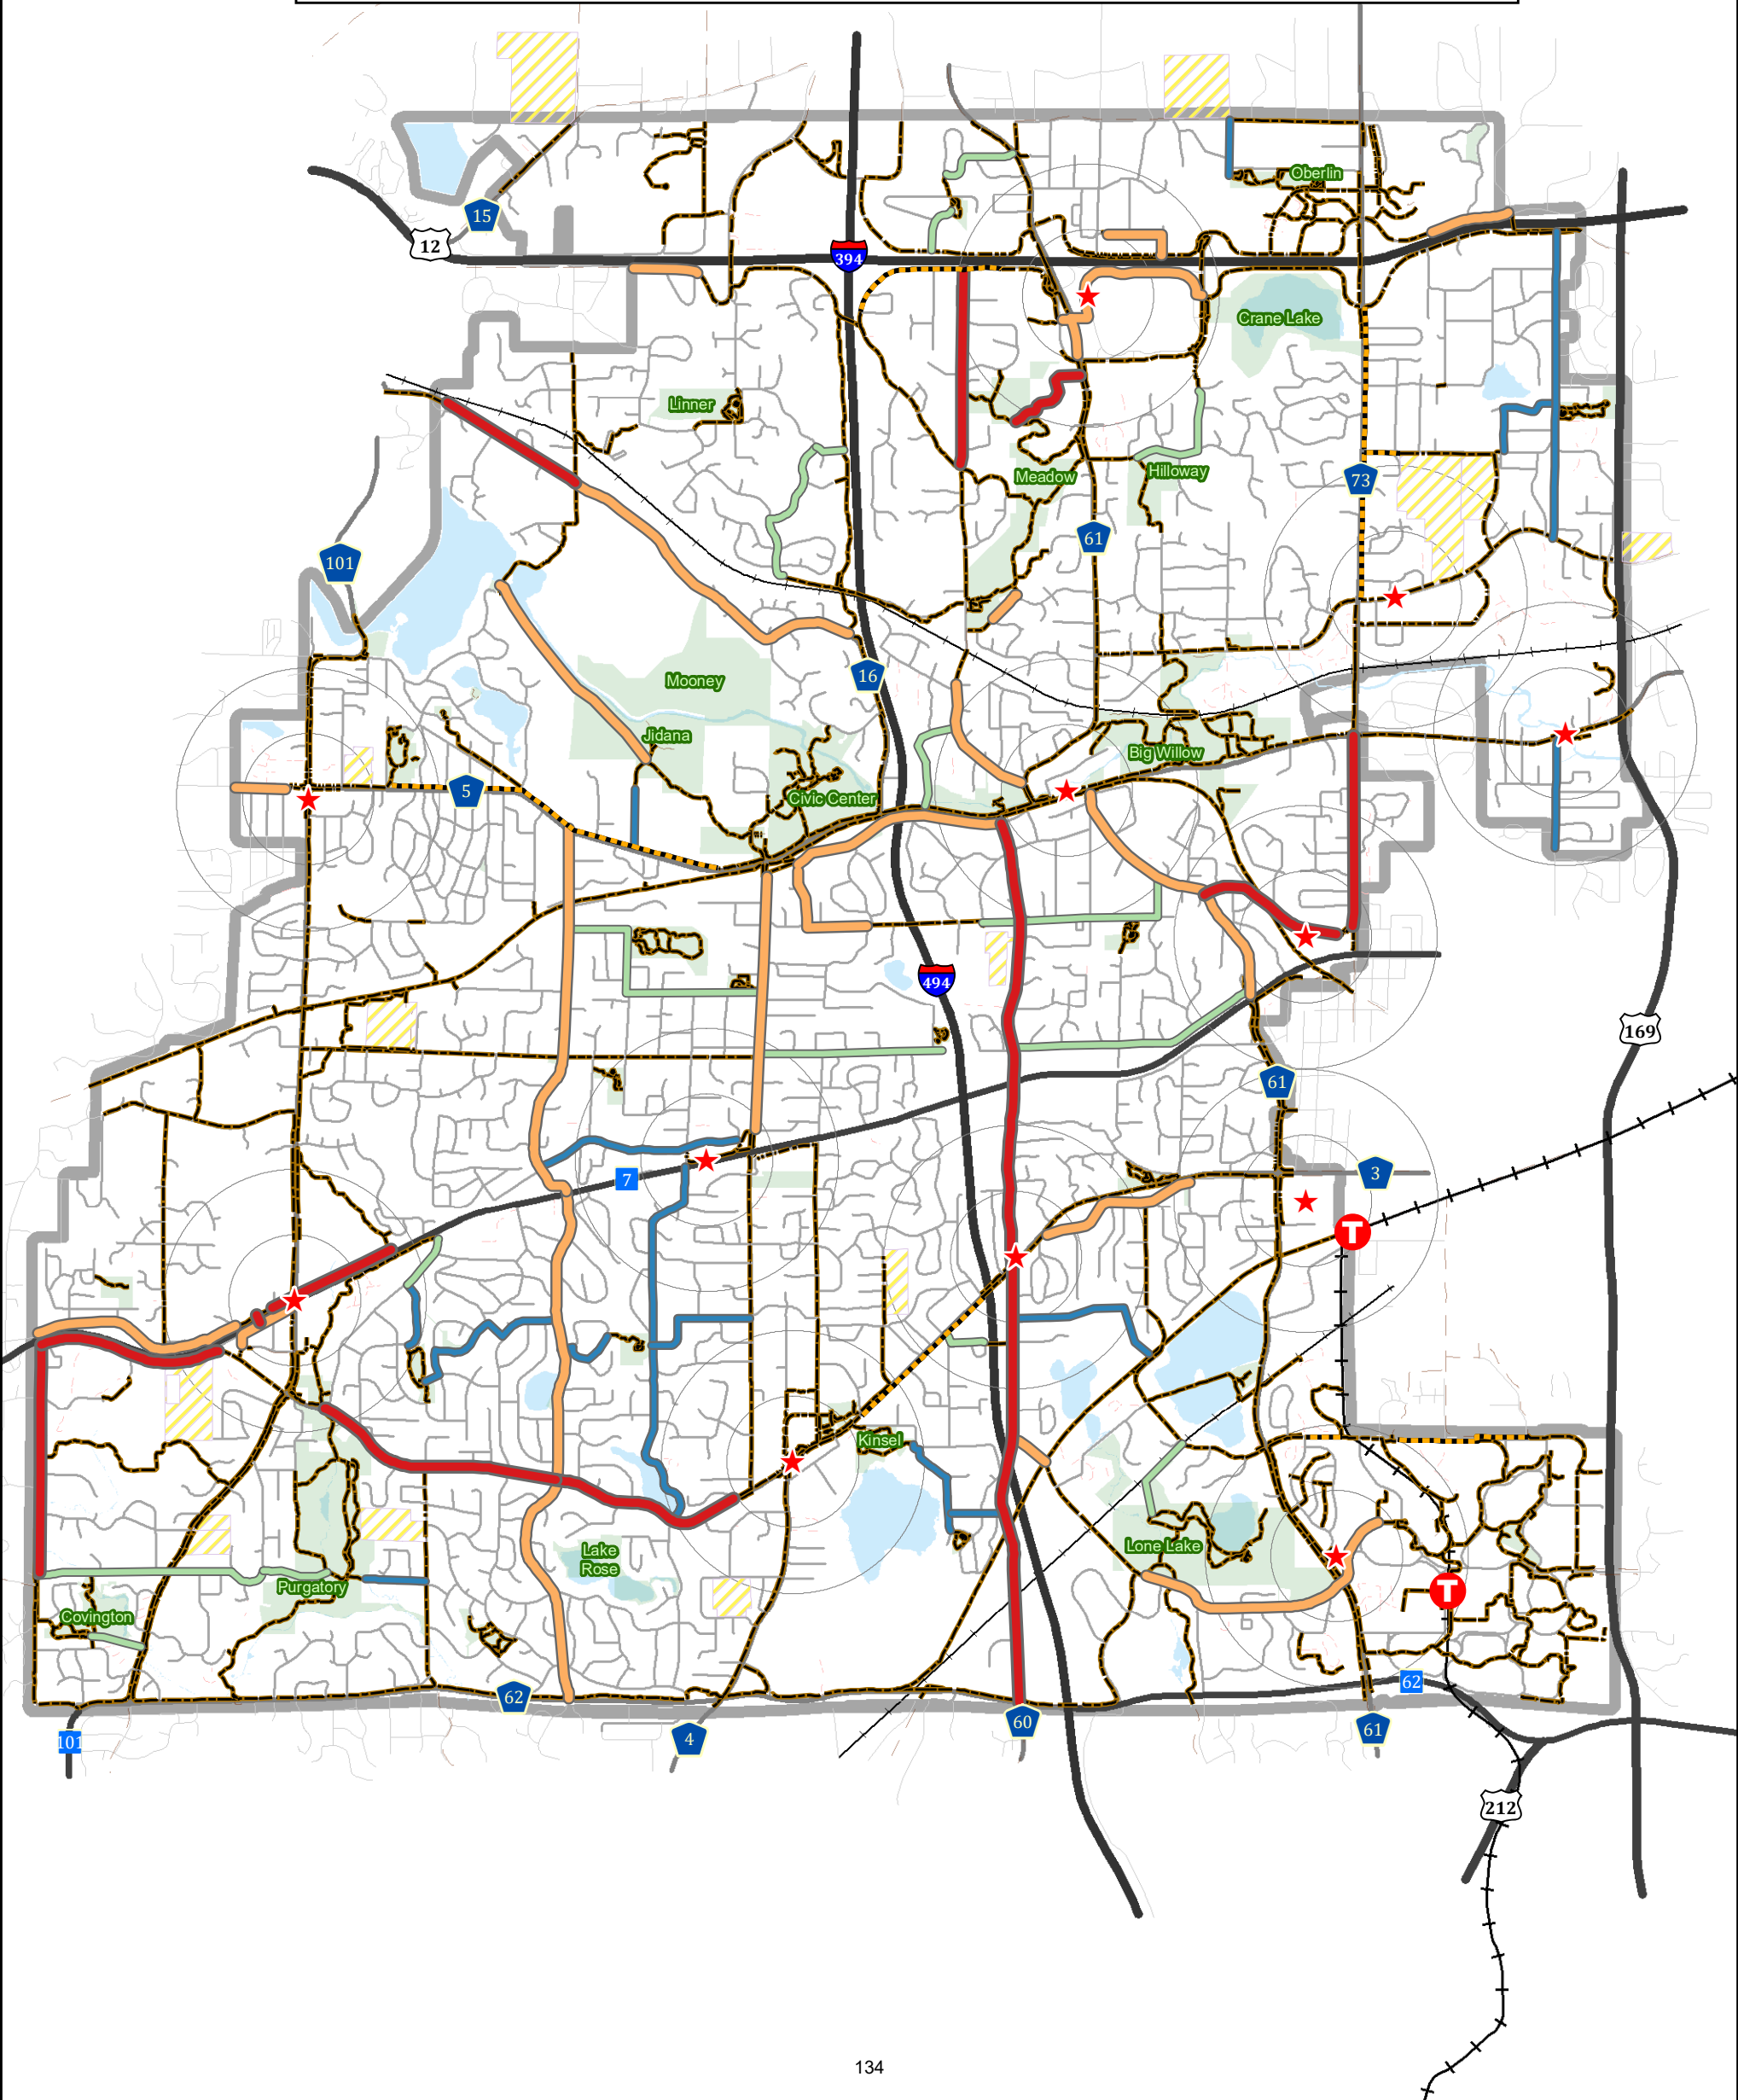 Oberlin
15
12
394
Crane Lake
Linner
Meadow
Hilloway
73
61
101
16
Mooney
Jidana
Big Willow
5
Civic Center
494
169
61
3
7
T
Kinsel
Lone Lake
Lake
Rose
Purgatory
T
Covington
62
62
60
61
4
101
212
134